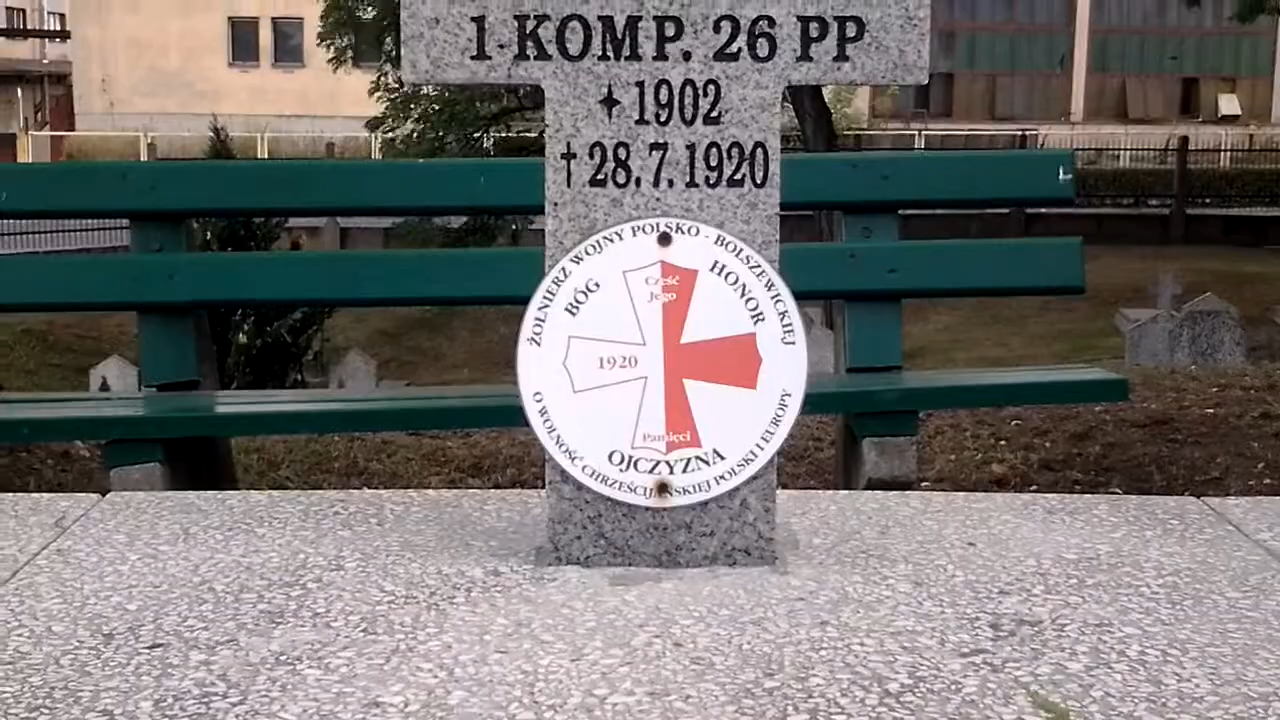 1 KOMP. 26 PP
✦ 1902
† 28.7.1920
ŻOŁNIERZ WOJNY POLSKO - BOLSZEWICKIEJ
BÓG
HONOR
Cześć
Jego
1920
Pamięci
OJCZYZNA
O WOLNOŚĆ CHRZEŚCIJAŃSKIEJ POLSKI I EUROPY